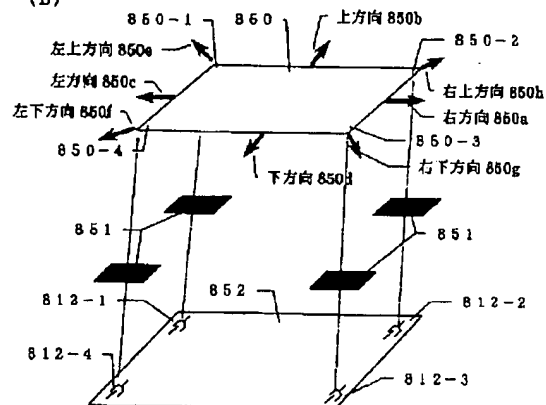 (B)
850-1
850
上方向 850b
850-2
左上方向 850e
左方向 850c
右上方向 850h
右方向 850a
左下方向 850f
850-3
850-4
下方向 850d
右下方向 850g
851
851
812-1
852
812-2
812-4
812-3